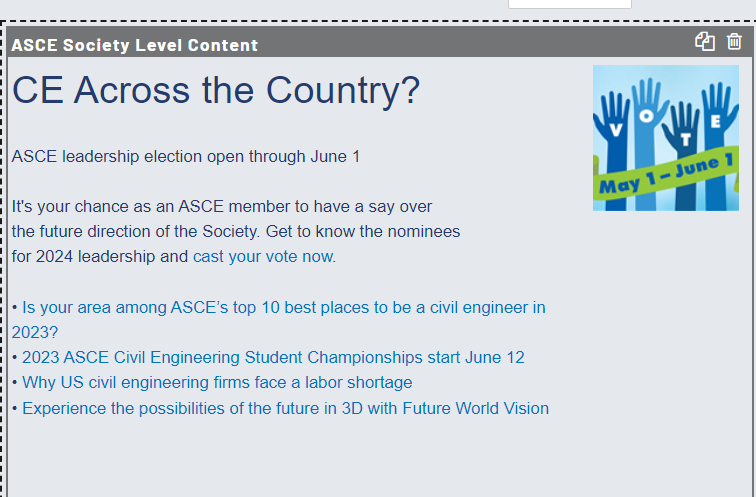 ASCE Society Level Content
CE Across the Country?
VOTE
May 1 – June 1
ASCE leadership election open through June 1
It's your chance as an ASCE member to have a say over
the future direction of the Society. Get to know the nominees
for 2024 leadership and cast your vote now.
• Is your area among ASCE’s top 10 best places to be a civil engineer in
2023?
• 2023 ASCE Civil Engineering Student Championships start June 12
• Why US civil engineering firms face a labor shortage
• Experience the possibilities of the future in 3D with Future World Vision